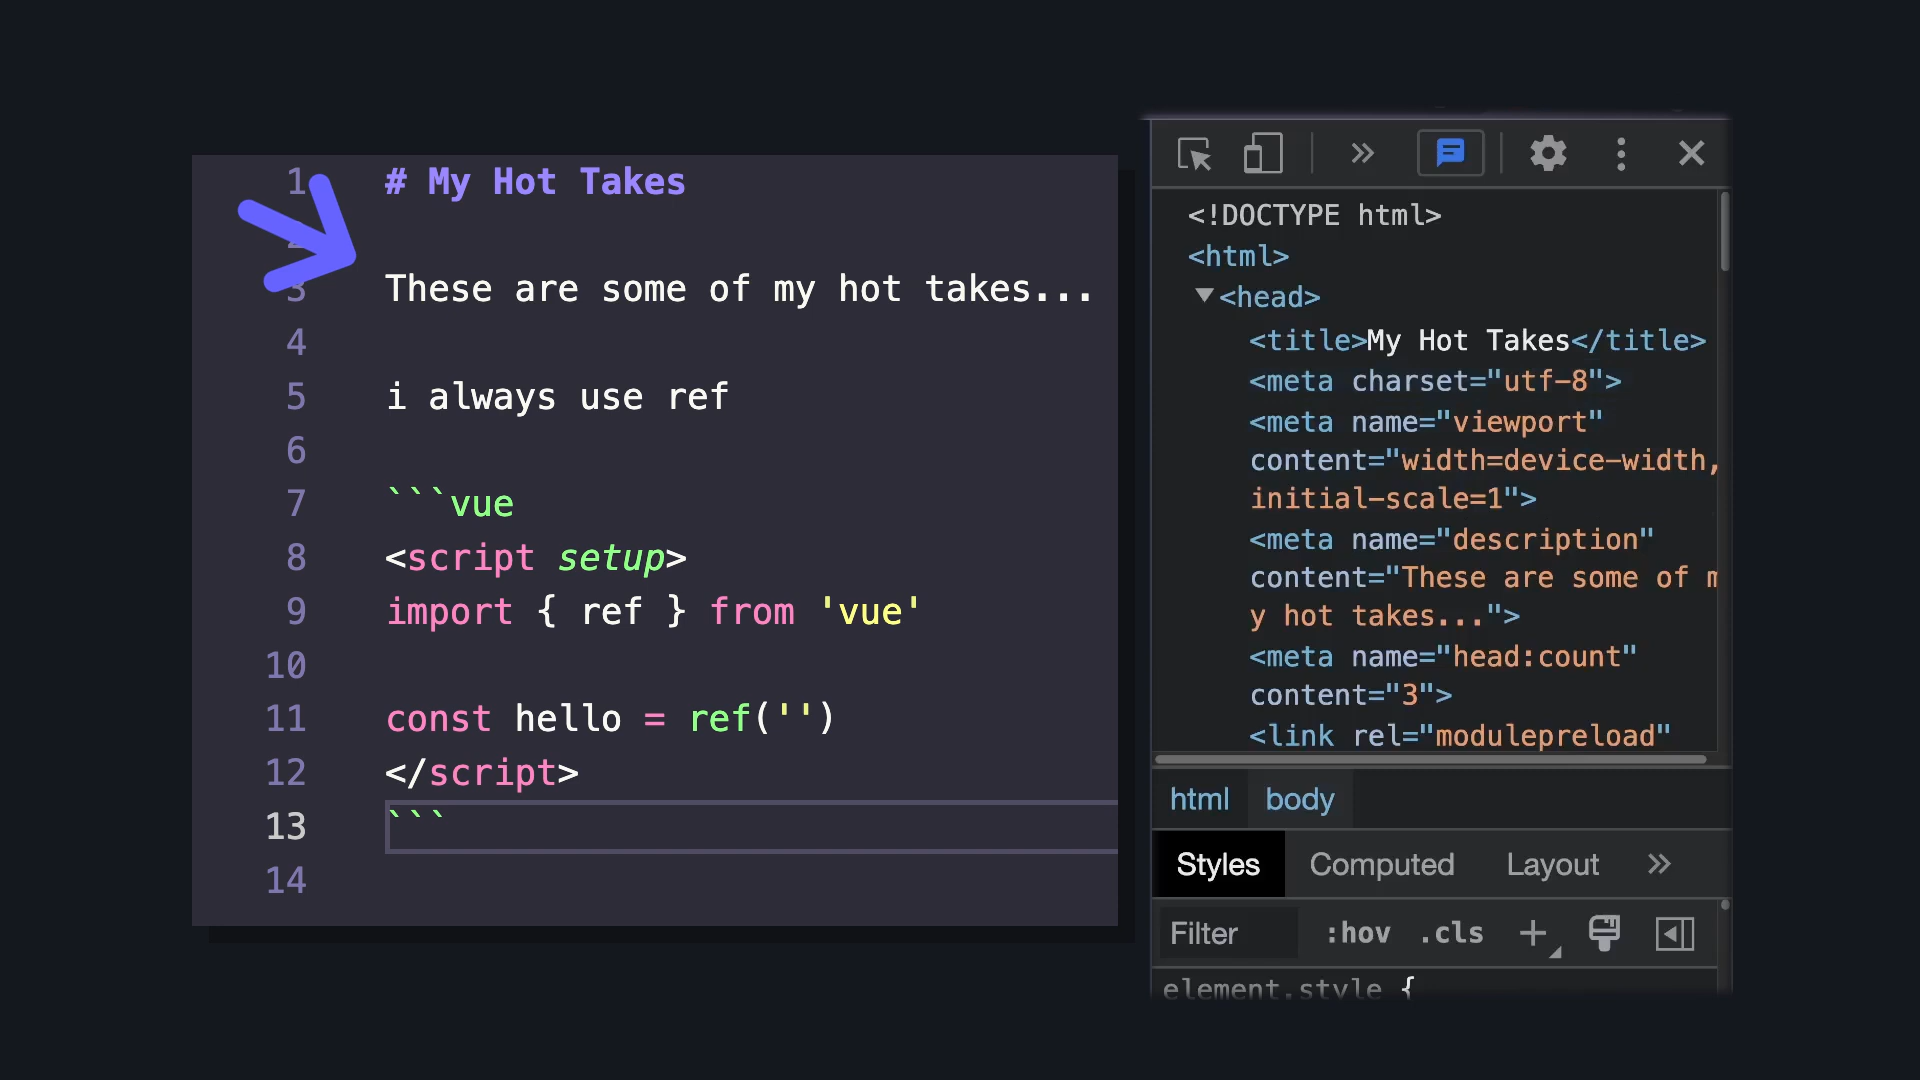 1 # My Hot Takes
2
3 These are some of my hot takes...
4
5 i always use ref
6
7 ```vue
8 <script setup>
9 import { ref } from 'vue'
10
11 const hello = ref('')
12 </script>
13 ```
14
<!DOCTYPE html>
<html>
<head>
<title>My Hot Takes</title>
<meta charset="utf-8">
<meta name="viewport"
content="width=device-width,
initial-scale=1">
<meta name="description"
content="These are some of m
y hot takes...">
<meta name="head:count"
content="3">
<link rel="modulepreload"
html body
Styles Computed Layout
Filter :hov .cls
element.style {